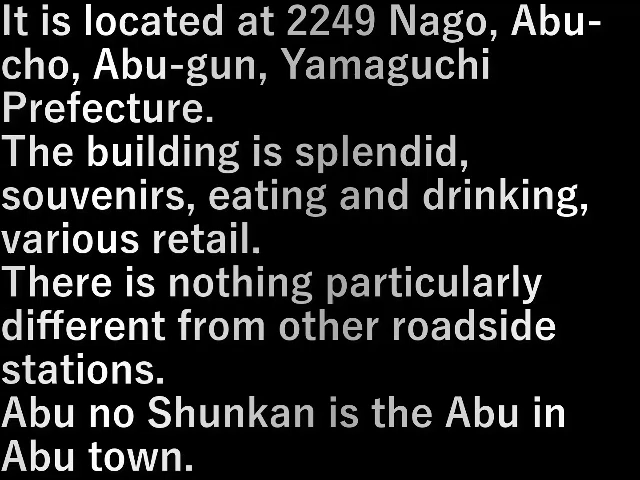 It is located at 2249 Nago, Abu-
cho, Abu-gun, Yamaguchi
Prefecture.
The building is splendid,
souvenirs, eating and drinking,
various retail.
There is nothing particularly
different from other roadside
stations.
Abu no Shunkan is the Abu in
Abu town.